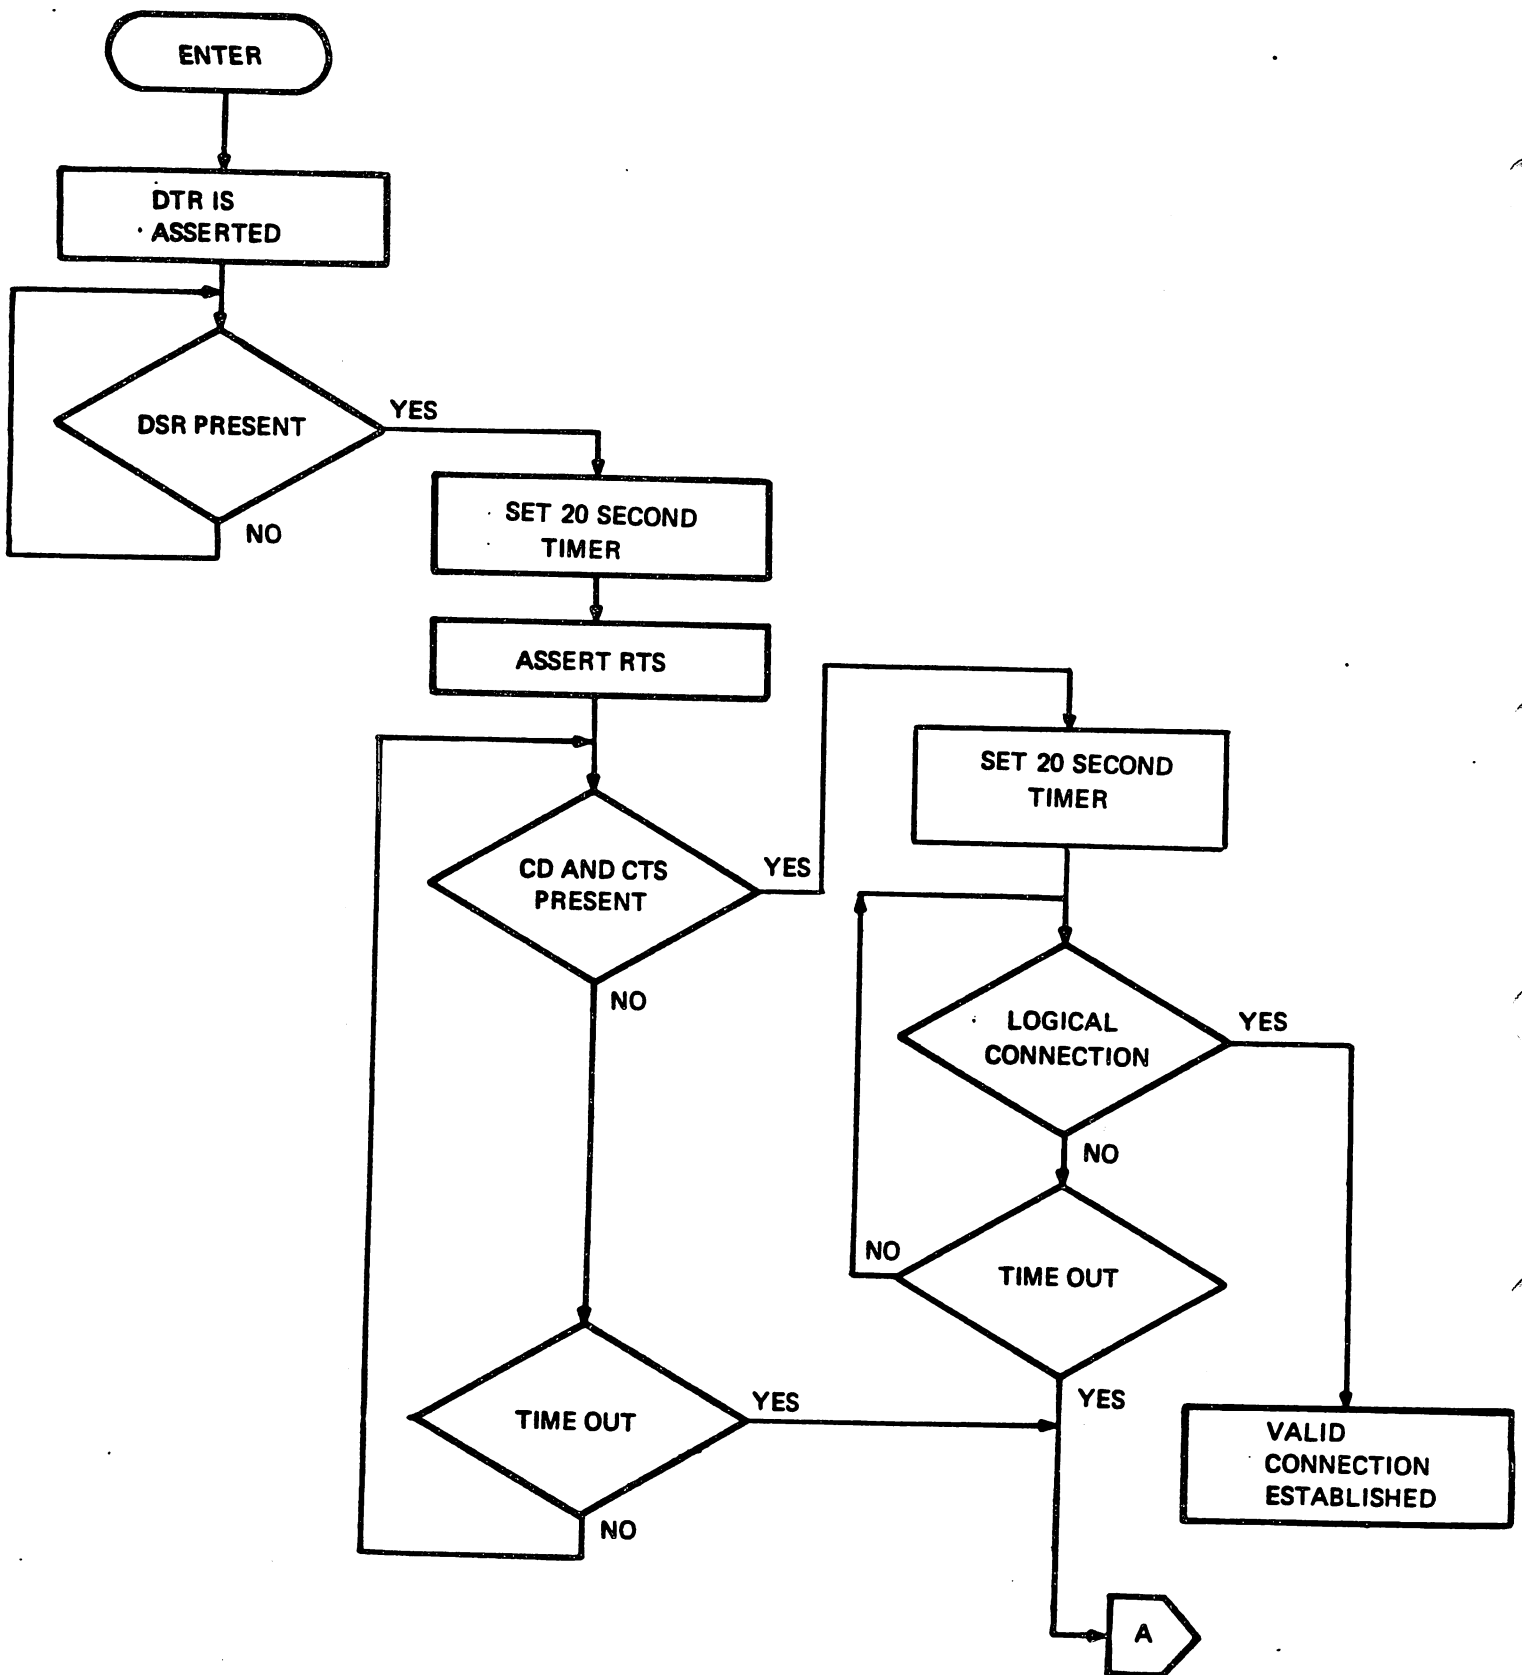 ENTER
DTR IS
ASSERTED
DSR PRESENT
YES
NO
SET 20 SECOND
TIMER
ASSERT RTS
CD AND CTS
PRESENT
YES
NO
SET 20 SECOND
TIMER
LOGICAL
CONNECTION
YES
NO
TIME OUT
NO
YES
TIME OUT
YES
NO
VALID
CONNECTION
ESTABLISHED
A